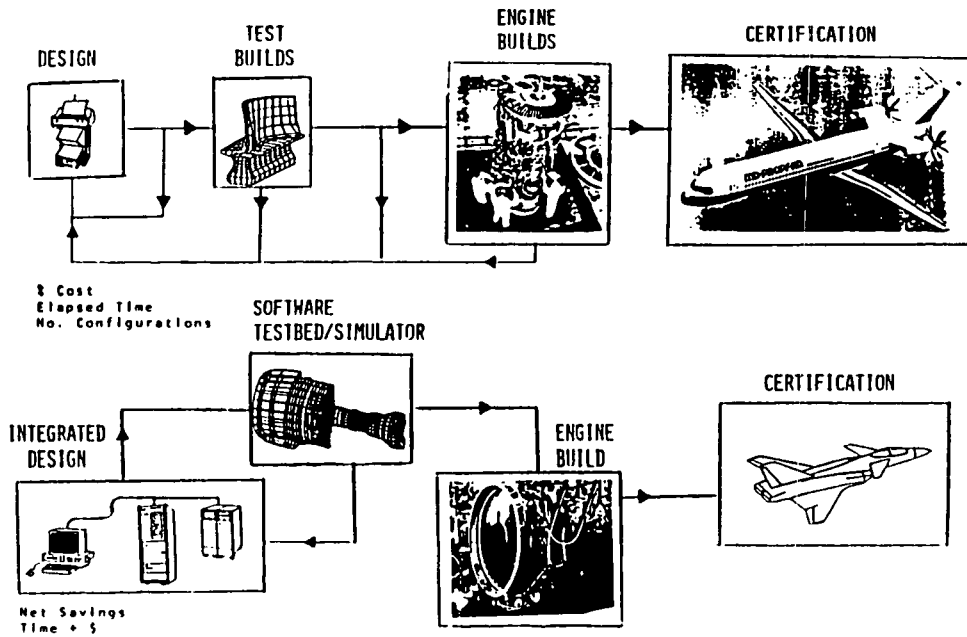 DESIGN
TEST
BUILDS
ENGINE
BUILDS
CERTIFICATION
% Cost
Elapsed Time
No. Configurations
SOFTWARE
TESTBED/SIMULATOR
INTEGRATED
DESIGN
ENGINE
BUILD
CERTIFICATION
Net Savings
Time + $